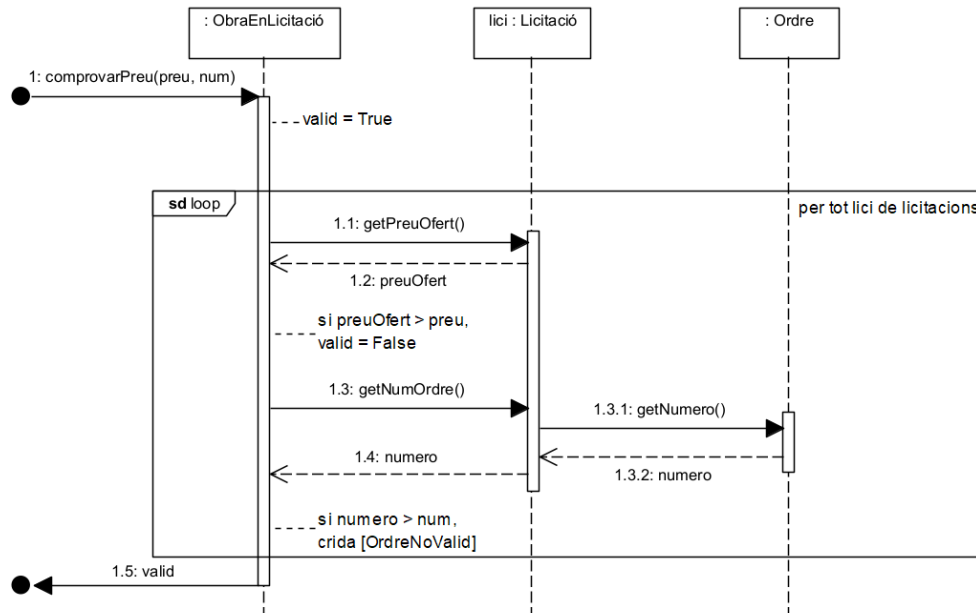 : ObraEnLicitació
lici : Licitació
: Ordre
1: comprovarPreu(preu, num)
valid = True
sd loop
per tot lici de licitacions
1.1: getPreuOfert()
1.2: preuOfert
si preuOfert > preu,
valid = False
1.3: getNumOrdre()
1.3.1: getNumero()
1.4: numero
1.3.2: numero
si numero > num,
crida [OrdreNoValid]
1.5: valid